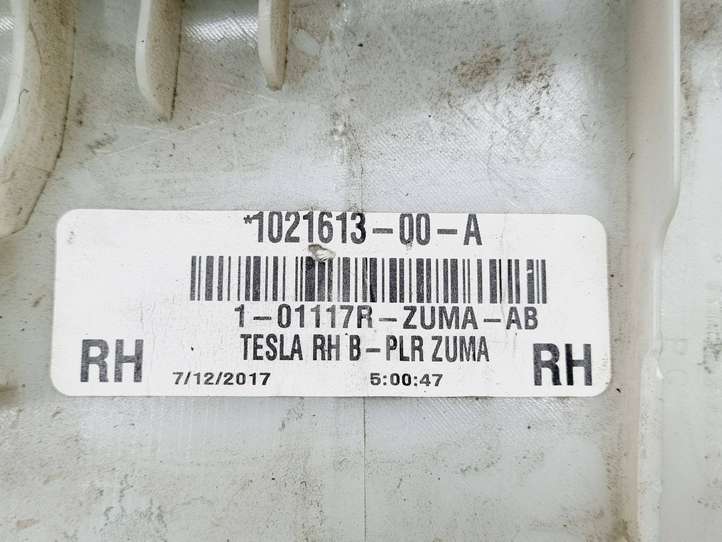 *1021613-00-A
1-01117R-ZUMA-AB
RH TESLA RH B-PLR ZUMA RH
7/12/2017 5:00:47